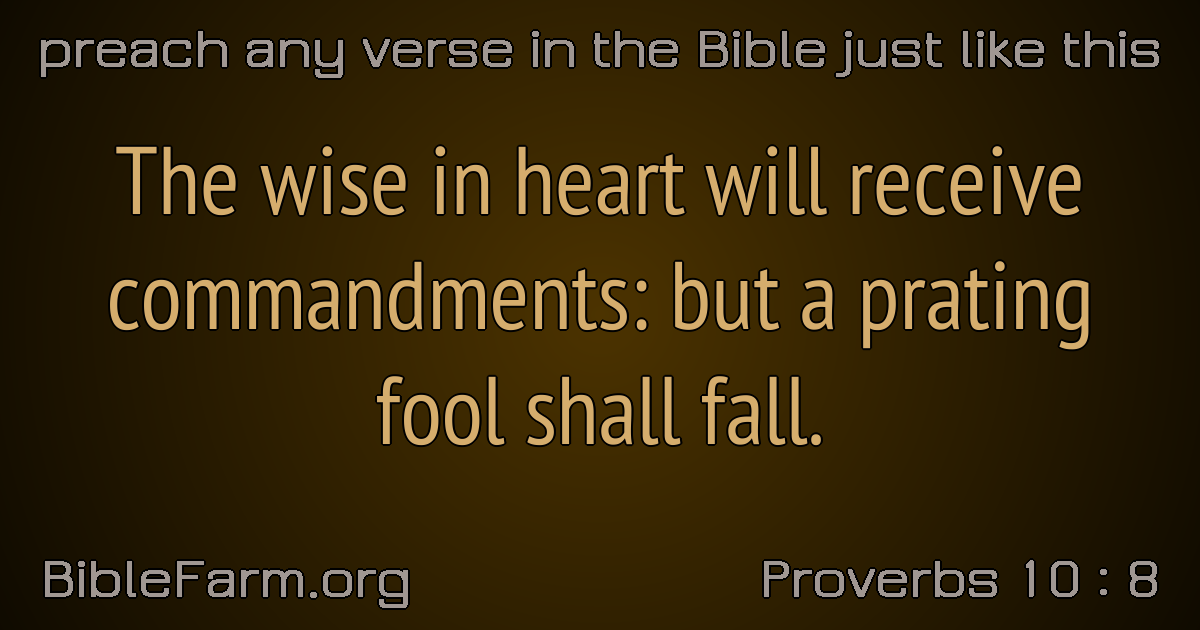 preach any verse in the Bible just like this
The wise in heart will receive
commandments: but a prating
fool shall fall.
BibleFarm.org
Proverbs 10 : 8